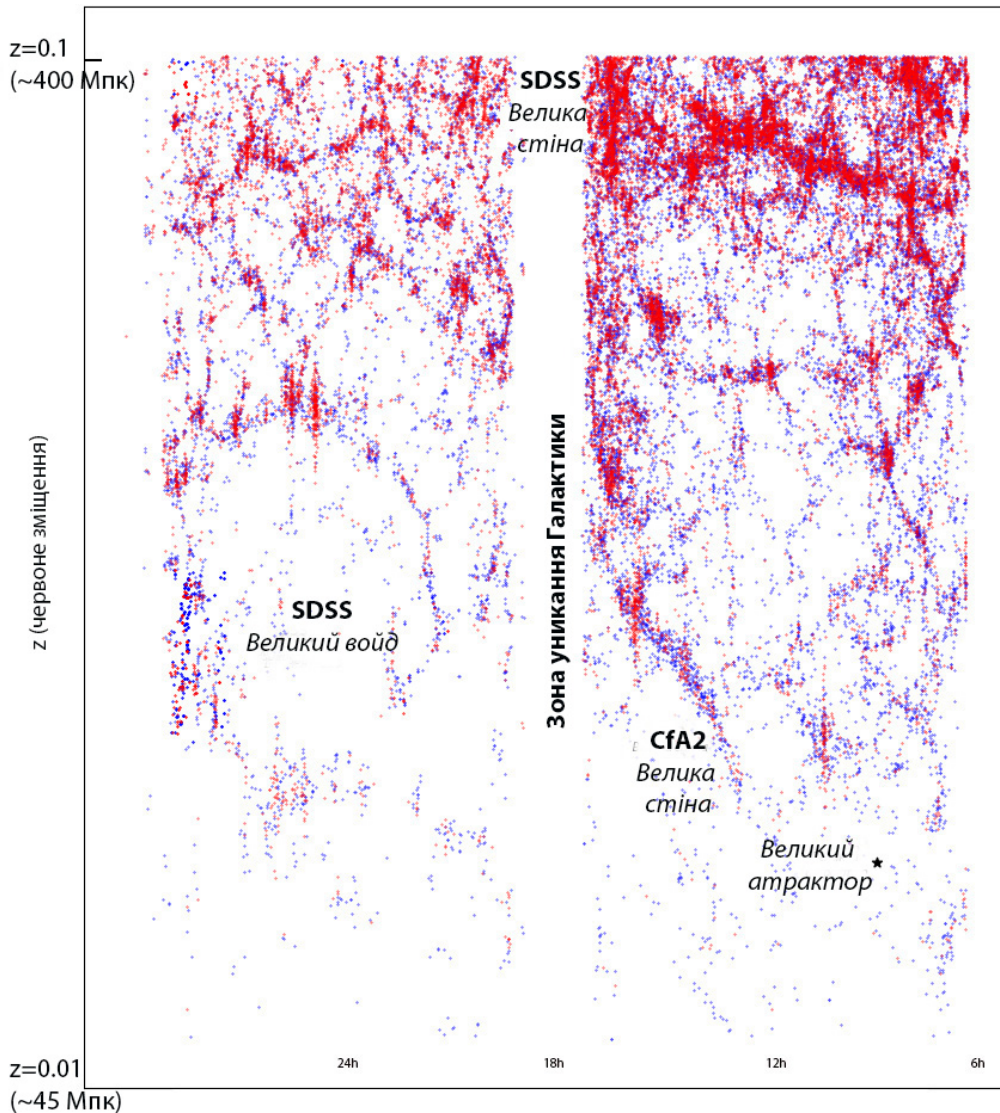 z=0.1
(~400 Мпк)
SDSS
Велика
стіна
z (червоне зміщення)
Зона уникання Галактики
SDSS
Великий войд
CfA2
Велика
стіна
Великий
атрактор
24h
18h
12h
6h
z=0.01
(~45 Мпк)